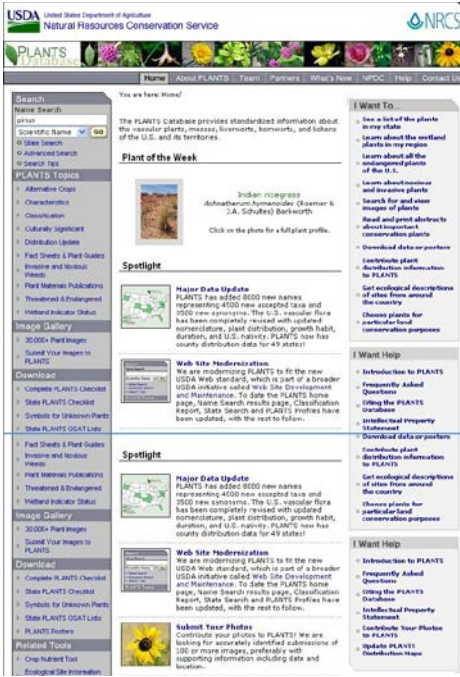 USDA United States Department of Agriculture
Natural Resources Conservation Service
NRCS
PLANTS
Database
Home About PLANTS Team Partners What's New NPDC Help Contact Us
Search
Name Search
pinus
Scientific Name GO
State Search
Advanced Search
Search Tips
PLANTS Topics
Alternative Crops
Characteristics
Classification
Culturally Significant
Distribution Update
Fact Sheets & Plant Guides
Invasive and Noxious
Weeds
Plant Materials Publications
Threatened & Endangered
Wetland Indicator Status
Image Gallery
30,000+ Plant Images
Submit Your Images to
PLANTS
Download
Complete PLANTS Checklist
State PLANTS Checklist
Symbols for Unknown Plants
State PLANTS GSAT Lists
Fact Sheets & Plant Guides
Invasive and Noxious
Weeds
Plant Materials Publications
Threatened & Endangered
Wetland Indicator Status
Image Gallery
30,000+ Plant Images
Submit Your Images to
PLANTS
Download
Complete PLANTS Checklist
State PLANTS Checklist
Symbols for Unknown Plants
State PLANTS GSAT Lists
PLANTS Posters
Related Tools
Crop Nutrient Tool
Ecological Site Information
You are here: Home/
The PLANTS Database provides standardized information about
the vascular plants, mosses, liverworts, hornworts, and lichens
of the U.S. and its territories.
Plant of the Week
Indian ricegrass
Achnatherum hymenoides (Roemer &
J.A. Schultes) Barkworth
Click on the photo for a full plant profile.
Spotlight
Major Data Update
PLANTS has added 8000 new names
representing 4500 new accepted taxa and
3500 new synonyms. The U.S. vascular flora
has been completely revised with updated
nomenclature, plant distribution, growth habit,
duration, and U.S. nativity. PLANTS now has
county distribution data for 49 states!
Web Site Modernization
We are modernizing PLANTS to fit the new
USDA Web standard, which is part of a broader
USDA initiative called Web Site Development
and Maintenance. To date the PLANTS home
page, Name Search results page, Classification
Report, State Search and PLANTS Profiles have
been updated, with the rest to follow.
Spotlight
Major Data Update
PLANTS has added 8000 new names
representing 4500 new accepted taxa and
3500 new synonyms. The U.S. vascular flora
has been completely revised with updated
nomenclature, plant distribution, growth habit,
duration, and U.S. nativity. PLANTS now has
county distribution data for 49 states!
Web Site Modernization
We are modernizing PLANTS to fit the new
USDA Web standard, which is part of a broader
USDA initiative called Web Site Development
and Maintenance. To date the PLANTS home
page, Name Search results page, Classification
Report, State Search and PLANTS Profiles have
been updated, with the rest to follow.
Submit Your Photos
Contribute your photos to PLANTS! We are
looking for accurately identified submissions of
100 or more images, preferably with
supporting information including date and
location.
I Want To...
See a list of the plants
in my state
Learn about the wetland
plants in my region
Learn about all the
endangered plants
of the U.S.
Learn about noxious
and invasive plants
Search for and view
images of plants
Read and print abstracts
about important
conservation plants
Download data or posters
Contribute plant
distribution information
to PLANTS
Get ecological descriptions
of sites from around
the country
Choose plants for
particular land
conservation purposes
I Want Help
Introduction to PLANTS
Frequently Asked
Questions
Citing the PLANTS
Database
Intellectual Property
Statement
Download data or posters
Contribute plant
distribution information
to PLANTS
Get ecological descriptions
of sites from around
the country
Choose plants for
particular land
conservation purposes
I Want Help
Introduction to PLANTS
Frequently Asked
Questions
Citing the PLANTS
Database
Intellectual Property
Statement
Contribute Your Photos
to PLANTS
Update PLANTS
Distribution Maps